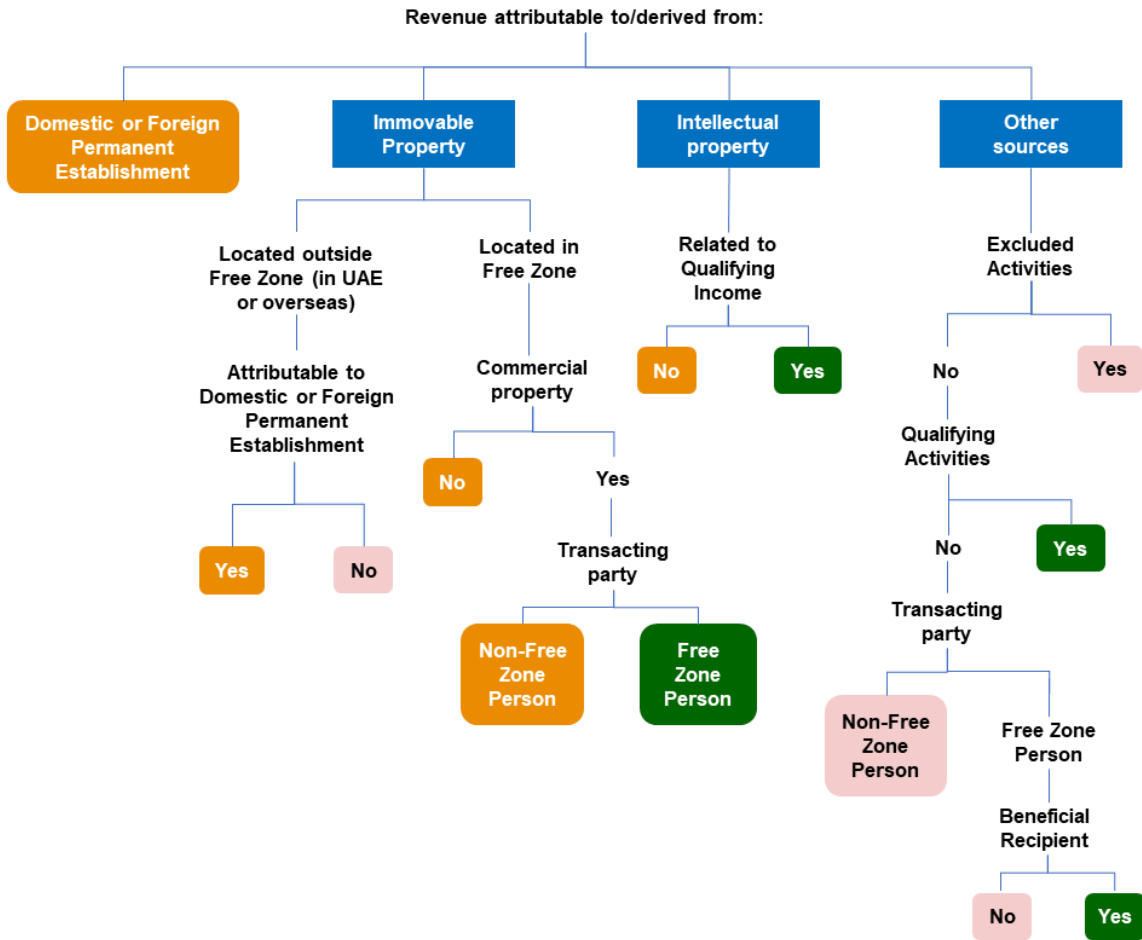 Revenue attributable to/derived from:
Domestic or Foreign
Permanent
Establishment
Immovable
Property
Intellectual
property
Other
sources
Located outside
Free Zone (in UAE
or overseas)
Attributable to
Domestic or Foreign
Permanent
Establishment
Yes
No
Located in
Free Zone
Commercial
property
No
Yes
Transacting
party
Non-Free
Zone
Person
Free
Zone
Person
Related to
Qualifying
Income
No
Yes
Excluded
Activities
No
Yes
Qualifying
Activities
No
Yes
Transacting
party
Non-Free
Zone
Person
Free Zone
Person
Beneficial
Recipient
No
Yes